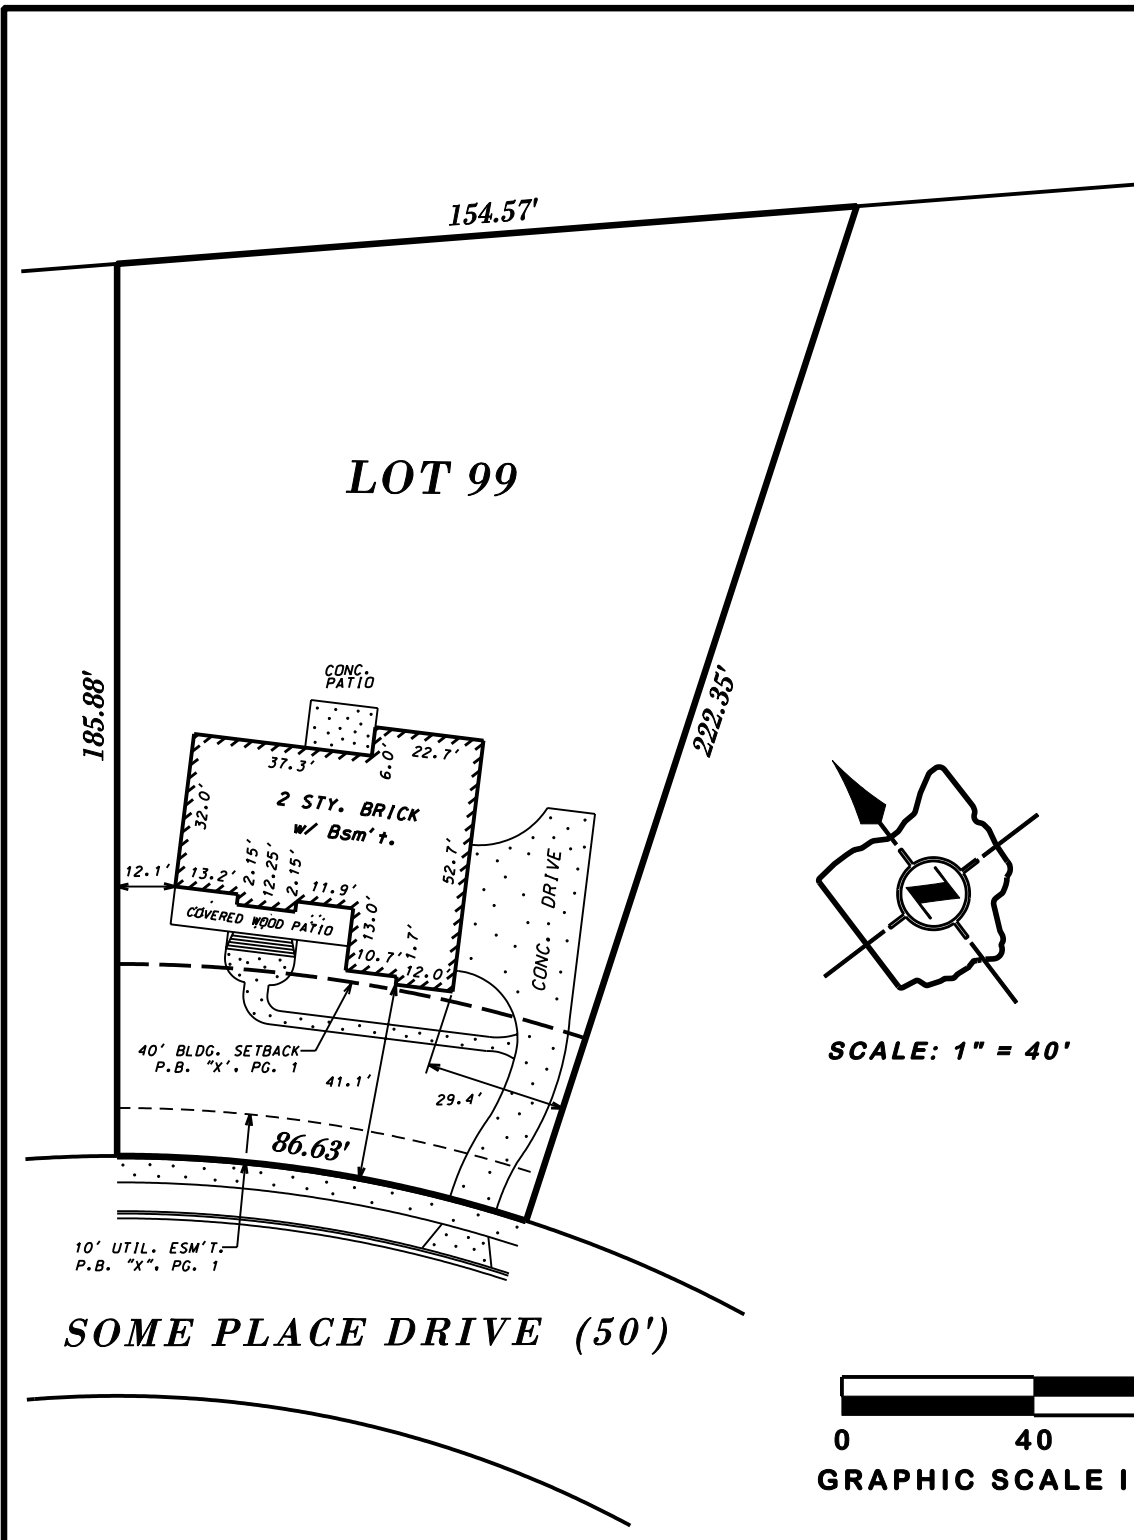 154.57'
LOT 99
185.88'
222.35'
CONC.
PATIO
37.3'
6.0'
22.7'
32.0'
2 STY. BRICK
w/ Bsm't.
52.7'
12.1'
13.2'
2.15'
12.25'
2.15'
11.9'
13.0'
COVERED WOOD PATIO
10.7'
1.7'
12.0'
CONC. DRIVE
40' BLDG. SETBACK
P.B. "X', PG. 1
41.1'
29.4'
86.63'
10' UTIL. ESM'T.
P.B. "X", PG. 1
SCALE: 1" = 40'
SOME PLACE DRIVE (50')
0 40
GRAPHIC SCALE I